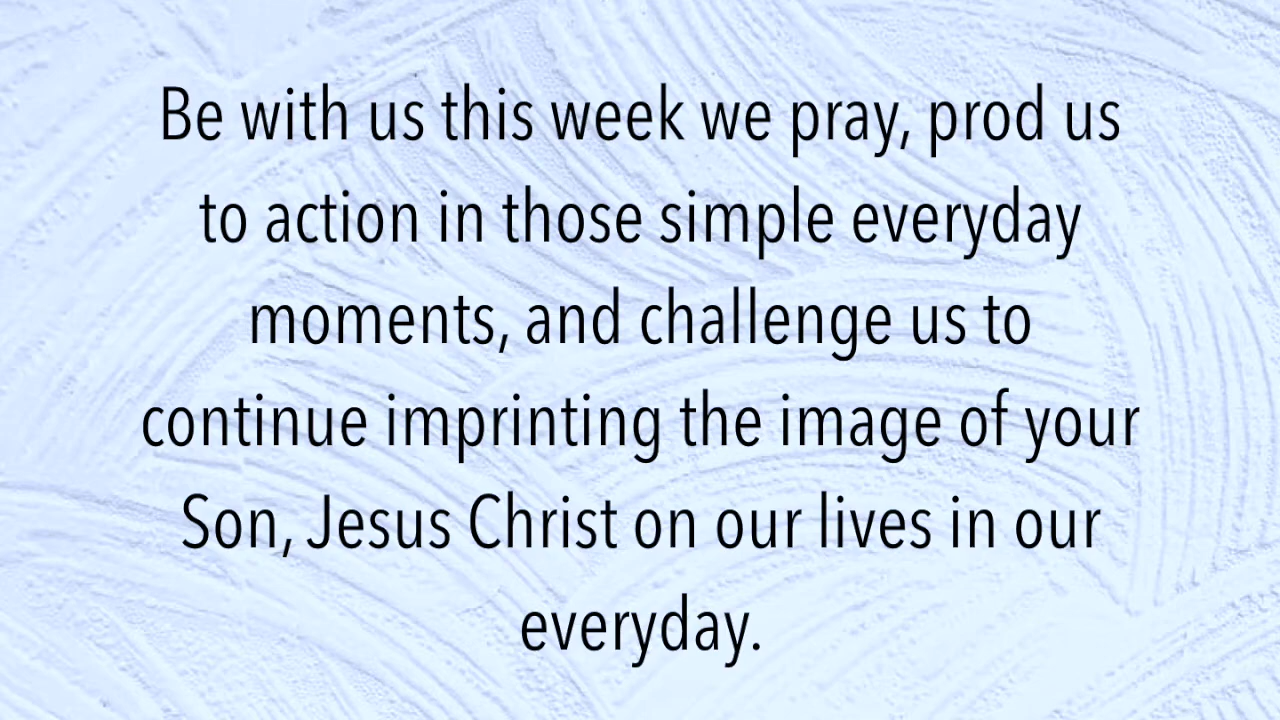 Be with us this week we pray, prod us
to action in those simple everyday
moments, and challenge us to
continue imprinting the image of your
Son, Jesus Christ on our lives in our
everyday.